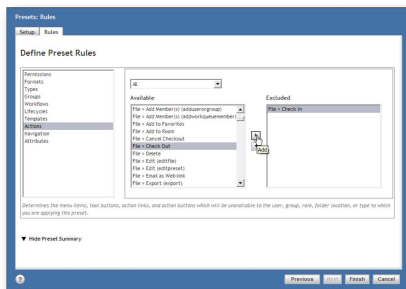 Presets: Rules
Setup
Rules
Define Preset Rules
Permissions
Formats
Types
Groups
Workflows
Lifecycles
Templates
Actions
Navigation
Attributes
All
Available
File > Add Member(s) (adduserorgroup)
File > Add Member(s) (addworkqueuemember)
File > Add to Favorites
File > Add to Room
File > Cancel Checkout
File > Check Out
File > Delete
File > Edit (editfile)
File > Edit (editpreset)
File > Email as Web-link
File > Export (export)
Add
Excluded
File > Check In
Determines the menu items, tool buttons, action links, and action buttons which will be unavailable to the user, group, role, folder location, or type to which
you are applying this preset.
Hide Preset Summary
?
Previous
Next
Finish
Cancel